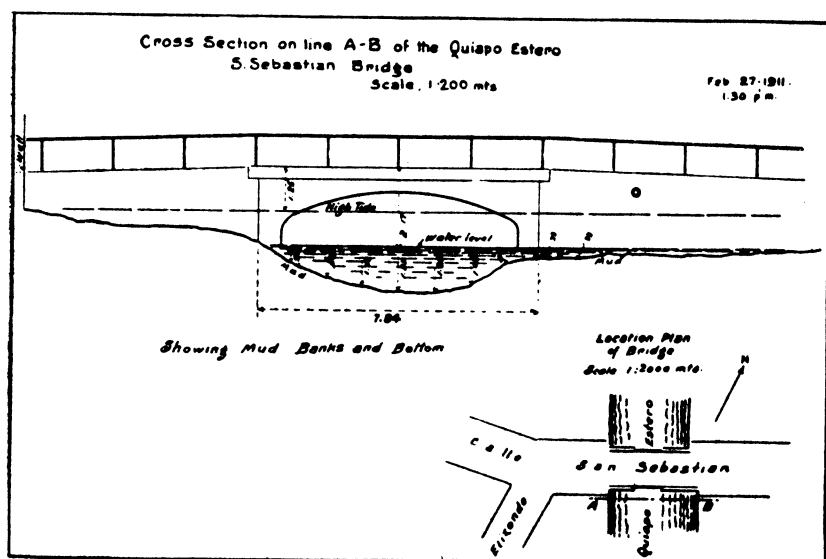 Cross Section on line A-B of the Quiapo Estero
S. Sebastian Bridge
Scale, 1:200 mts
Feb 27-1911.
1.30 p.m.
Wall
High Tide
water level
Mud
Mud
7.84
Showing Mud Banks and Bottom
Location Plan
of Bridge
Scale 1:2000 mts.
N
Estero
Calle
San Sebastian
A
B
Elizondo
Quiapo